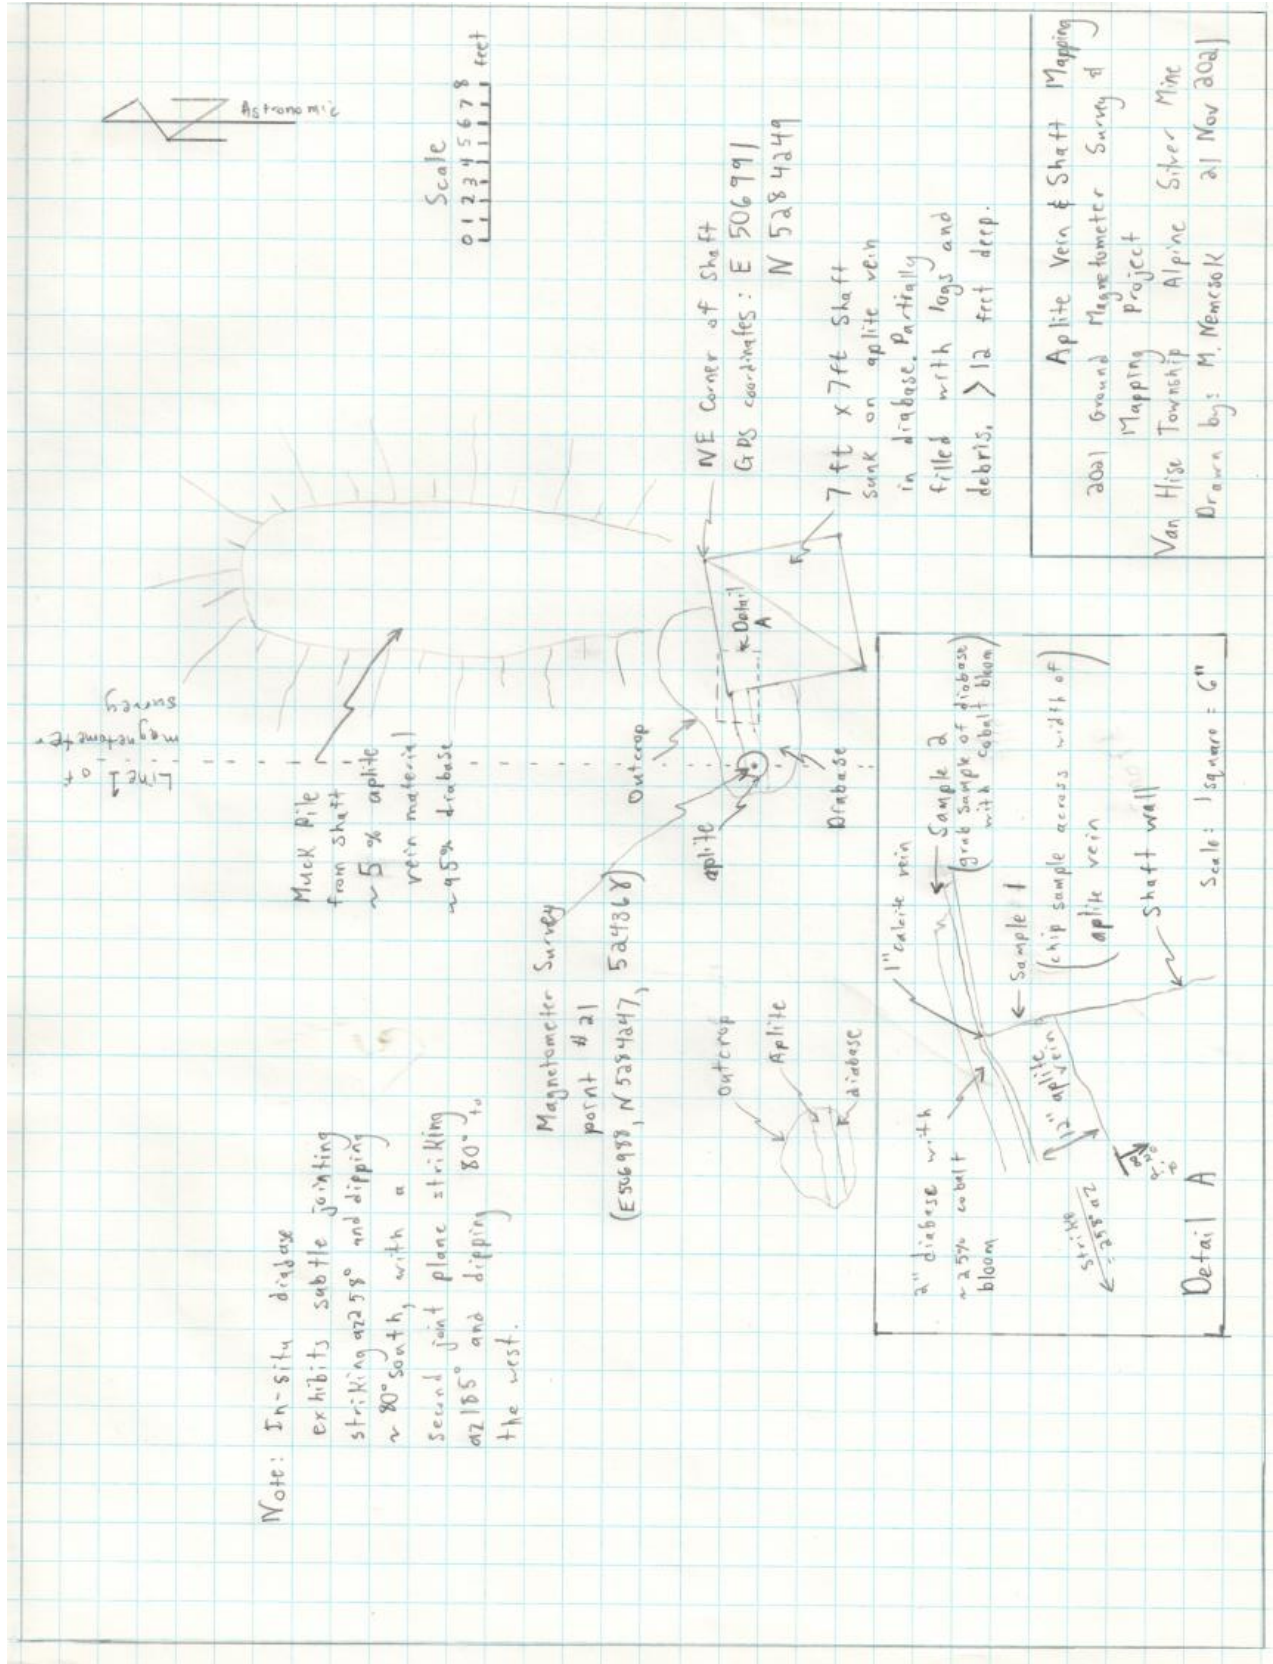 Astronomic
Scale
0 1 2 3 4 5 6 7 8
feet
Line 1
of
magnetometer
survey
Note: In-situ diabase
exhibits subtle jointing
striking az258° and dipping
~ 80° south, with a
second joint plane striking
az185° and dipping 80° to
the west.
Muck Pile
from shaft
~5% aplite
vein material
~95% diabase
Magnetometer Survey
point #21
(E506988, N5284247,
Outcrop
aplite
Diabase
Detail
A
NE Corner of Shaft
GPS coordinates: E 506991
N 5284249
7 ft x 7ft Shaft
sunk on aplite vein
in diabase. Partially
filled with logs and
debris, > 12 feet deep.
Outcrop
Aplite
diabase
2" diabase with
~25% cobalt
bloom
1" calcite vein
Sample 2
(grab sample of diabase
with cobalt bloom)
Sample 1
(chip sample across width of
aplite vein)
12" aplite
vein
Shaft wall
strike
=258° az
Detail A
Scale: 1 square = 6"
Aplite Vein & Shaft Mapping
2021 Ground Magnetometer Survey &
Mapping Project
Van Hise Township Alpine Silver Mine
Drawn by: M. Nemcsok 21 Nov 2021